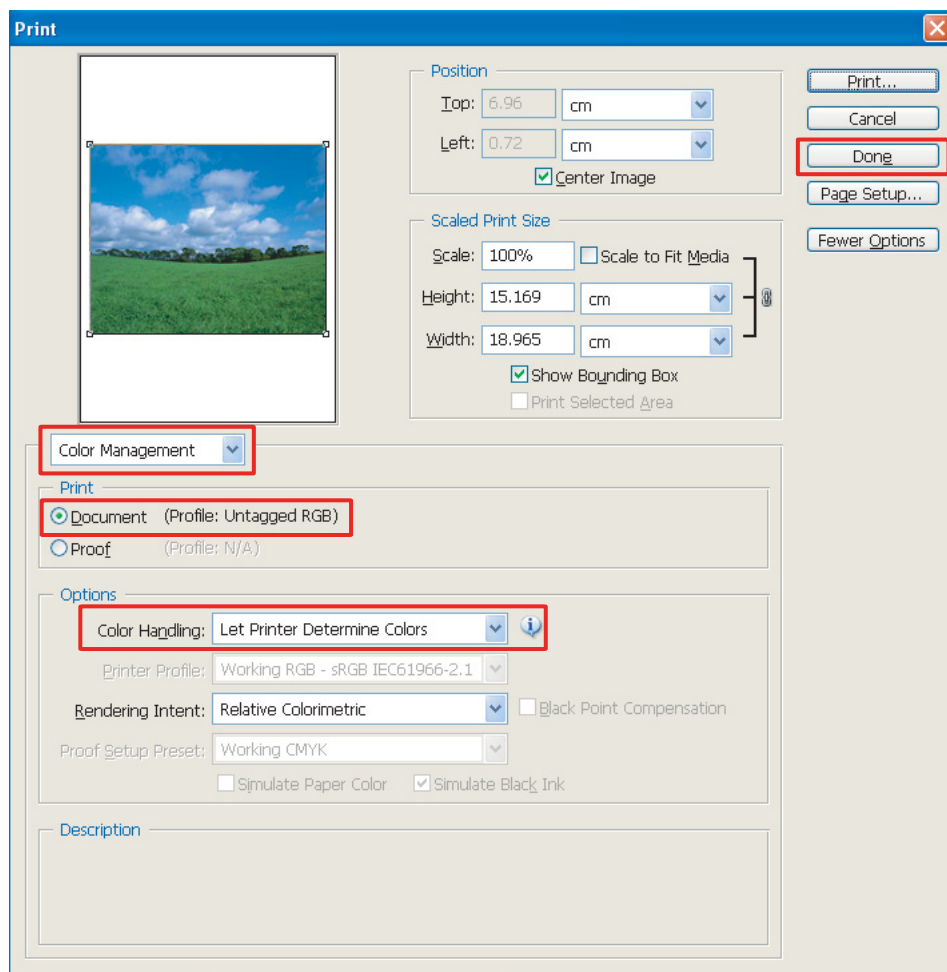 Print
Position
Top: 6.96 cm
Left: 0.72 cm
Center Image
Print...
Cancel
Done
Page Setup...
Fewer Options
Scaled Print Size
Scale: 100% Scale to Fit Media
Height: 15.169 cm
Width: 18.965 cm
Show Bounding Box
Print Selected Area
Color Management
Print
Document (Profile: Untagged RGB)
Proof (Profile: N/A)
Options
Color Handling: Let Printer Determine Colors
Printer Profile: Working RGB - sRGB IEC61966-2.1
Rendering Intent: Relative Colorimetric Black Point Compensation
Proof Setup Preset: Working CMYK
Simulate Paper Color Simulate Black Ink
Description